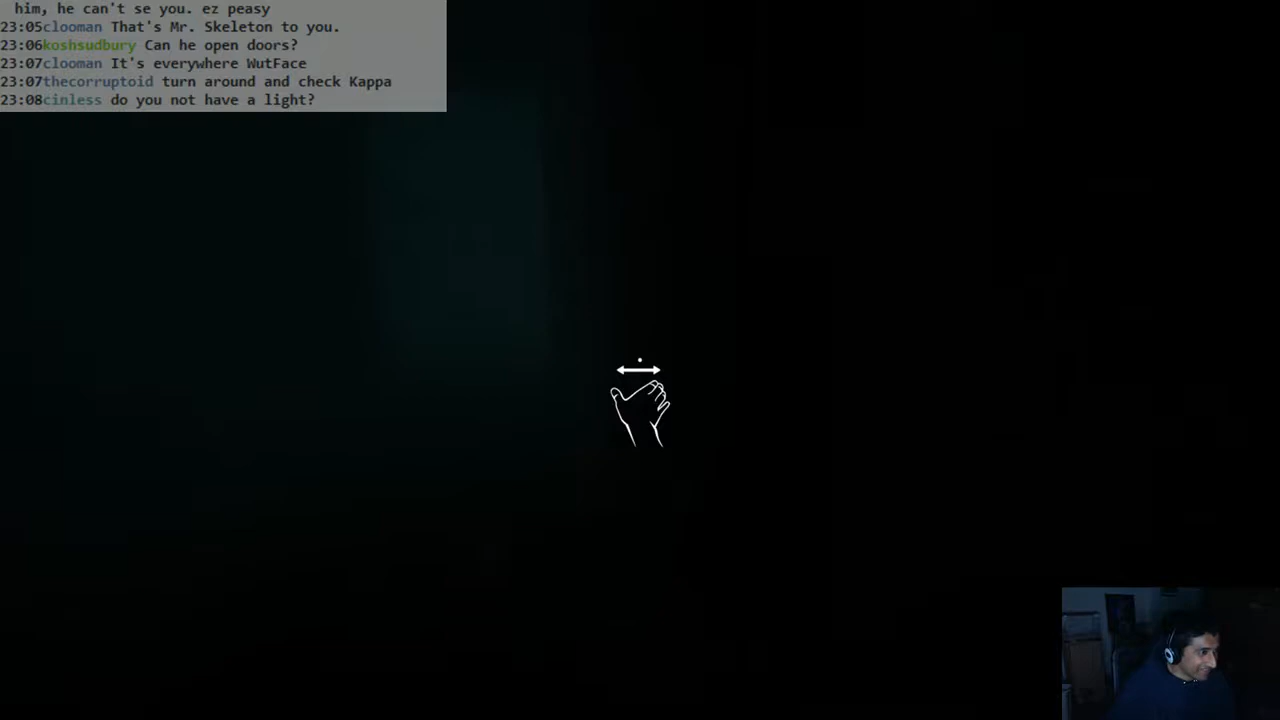 him, he can't se you. ez peasy
23:05clooman That's Mr. Skeleton to you.
23:06koshsudbury Can he open doors?
23:07clooman It's everywhere WutFace
23:07thecorruptoid turn around and check Kappa
23:08cinless do you not have a light?